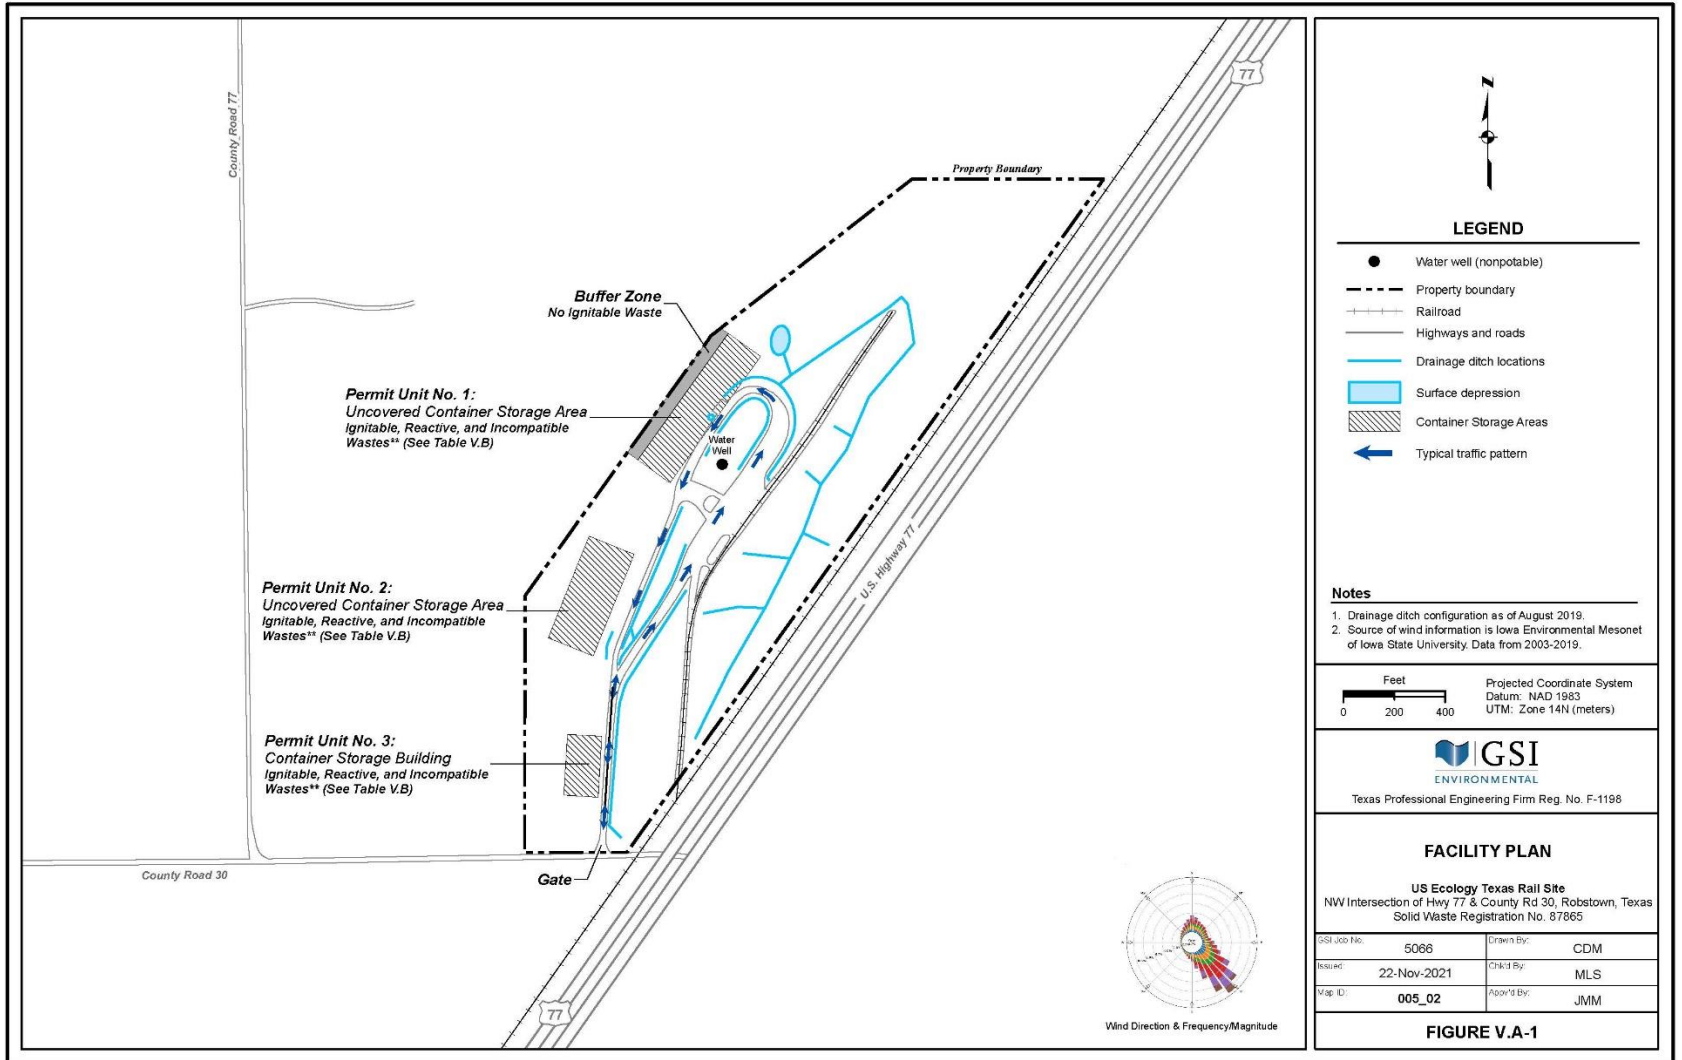 77
County Road 77
Property Boundary
Buffer Zone
No Ignitable Waste
Permit Unit No. 1:
Uncovered Container Storage Area
Ignitable, Reactive, and Incompatible
Wastes** (See Table V.B)
Water
Well
Permit Unit No. 2:
Uncovered Container Storage Area
Ignitable, Reactive, and Incompatible
Wastes** (See Table V.B)
U.S. Highway 77
Permit Unit No. 3:
Container Storage Building
Ignitable, Reactive, and Incompatible
Wastes** (See Table V.B)
County Road 30
Gate
77
Wind Direction & Frequency/Magnitude
N
LEGEND
Water well (nonpotable)
Property boundary
Railroad
Highways and roads
Drainage ditch locations
Surface depression
Container Storage Areas
Typical traffic pattern
Notes
1. Drainage ditch configuration as of August 2019.
2. Source of wind information is Iowa Environmental Mesonet
of Iowa State University. Data from 2003-2019.
Feet
0 200 400
Projected Coordinate System
Datum: NAD 1983
UTM: Zone 14N (meters)
GSI
ENVIRONMENTAL
Texas Professional Engineering Firm Reg. No. F-1198
FACILITY PLAN
US Ecology Texas Rail Site
NW Intersection of Hwy 77 & County Rd 30, Robstown, Texas
Solid Waste Registration No. 87865
GSI Job No. 5066 Drawn By: CDM
Issued: 22-Nov-2021 Chk'd By: MLS
Map ID: 005_02 Appv'd By: JMM
FIGURE V.A-1